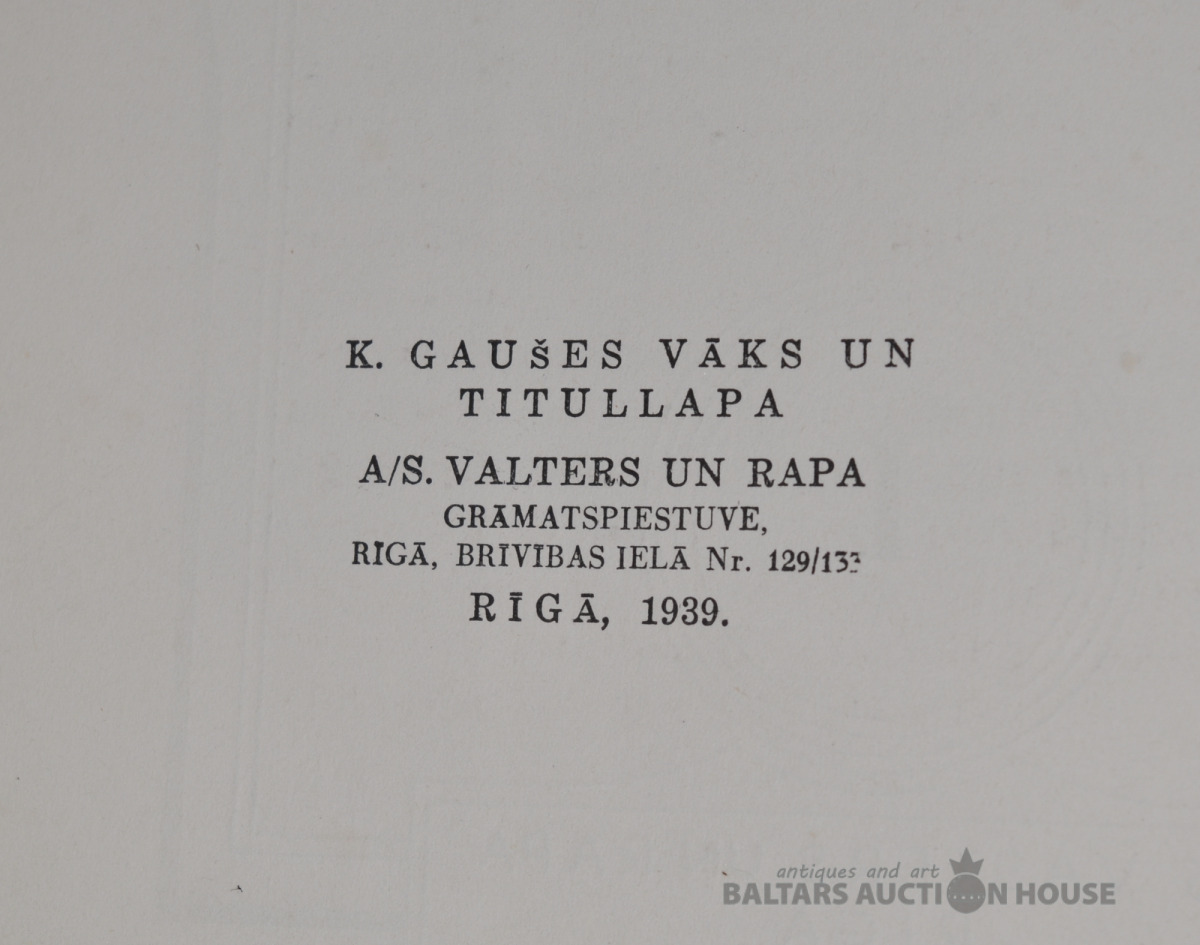 K. GAUŠES VĀKS UN
TITULLAPA
A/S. VALTERS UN RAPA
GRĀMATSPIESTUVE,
RĪGĀ, BRĪVĪBAS IELĀ Nr. 129/133
RĪGĀ, 1939.
antiques and art
BALTARS AUCTION HOUSE